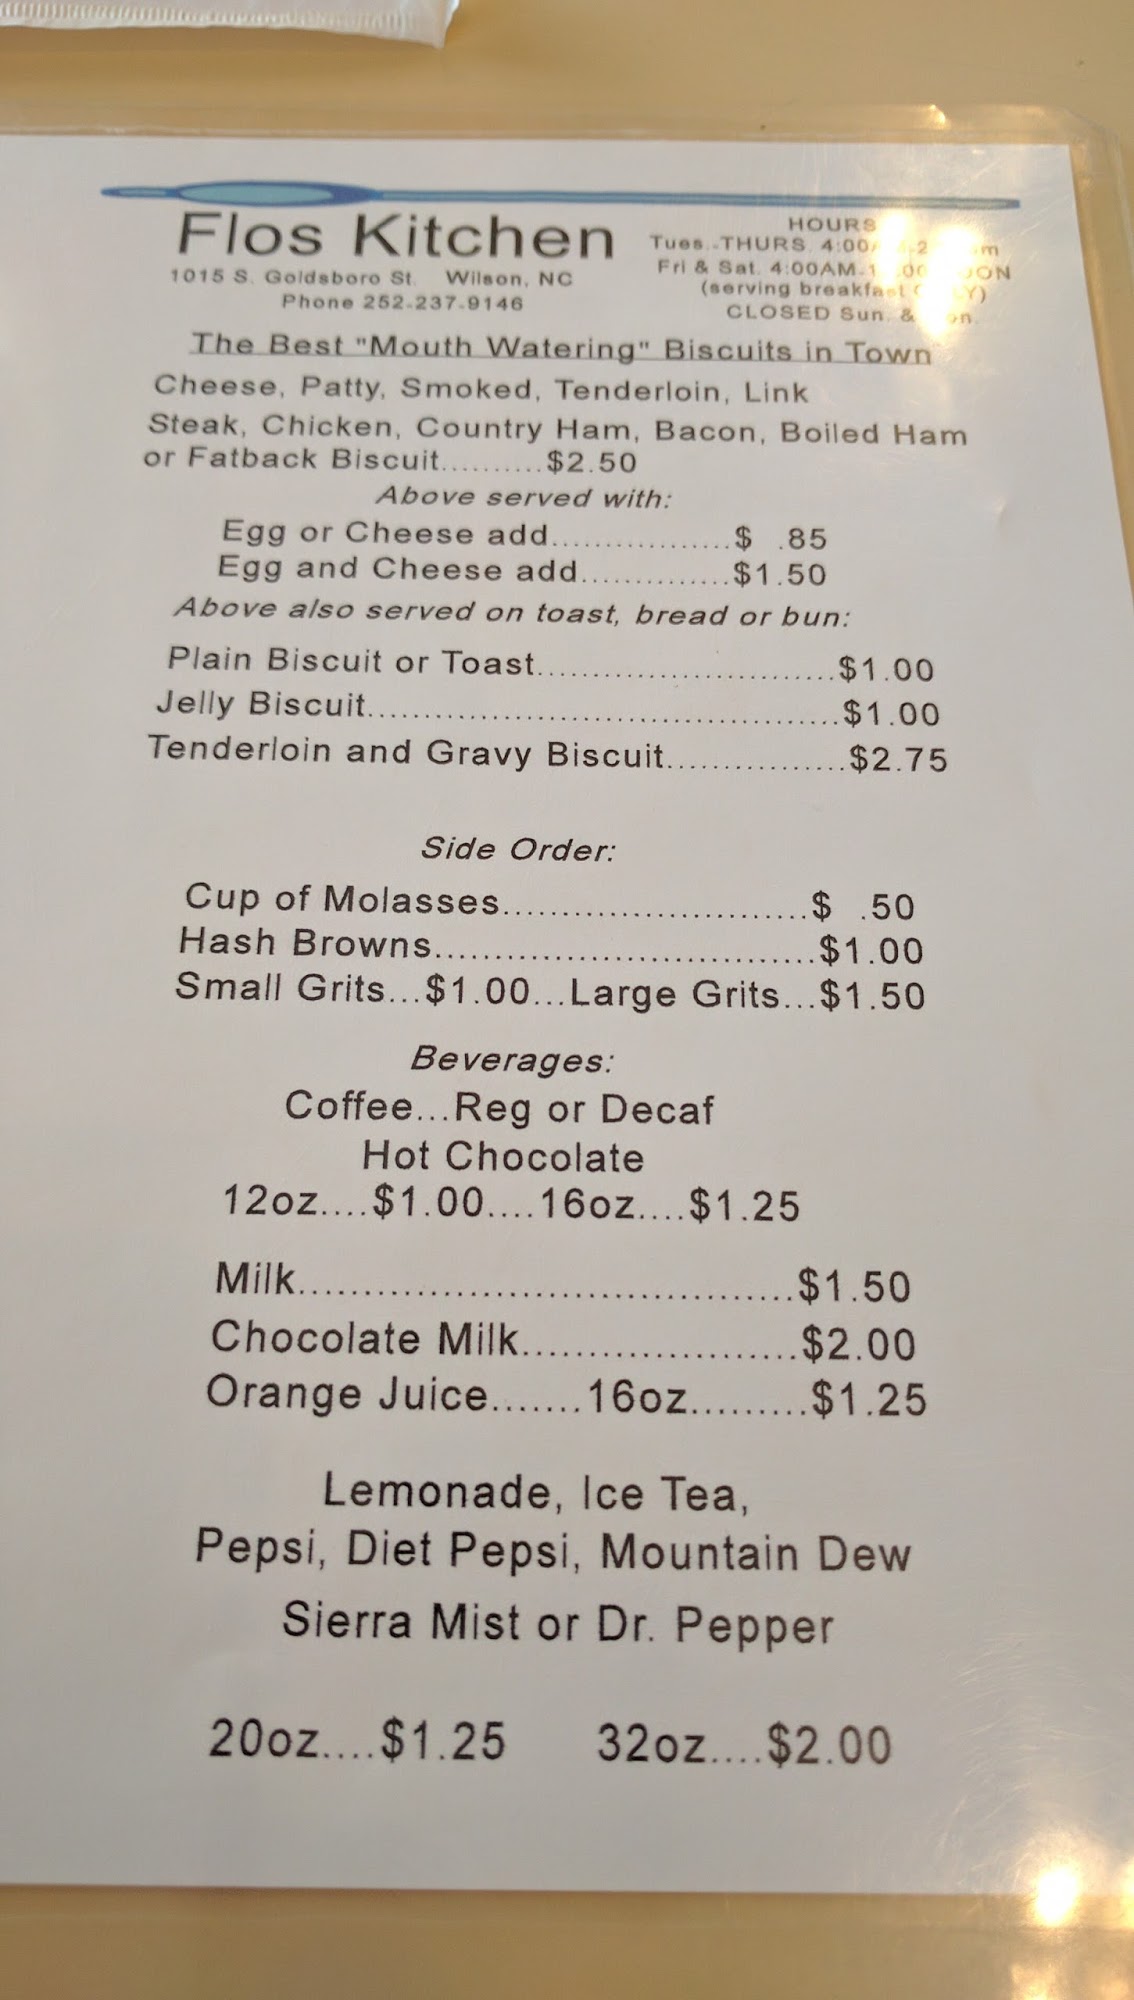 Flos Kitchen
1015 S. Goldsboro St. Wilson, NC
Phone 252-237-9146
HOURS
Tues.-THURS. 4:00
Fri & Sat. 4:00AM-
(serving breakfast
CLOSED Sun. &
The Best "Mouth Watering" Biscuits in Town
Cheese, Patty, Smoked, Tenderloin, Link
Steak, Chicken, Country Ham, Bacon, Boiled Ham
or Fatback Biscuit..........$2.50
Above served with:
Egg or Cheese add.................$ .85
Egg and Cheese add..............$1.50
Above also served on toast, bread or bun:
Plain Biscuit or Toast............................$1.00
Jelly Biscuit........................................$1.00
Tenderloin and Gravy Biscuit................$2.75
Side Order:
Cup of Molasses..........................$ .50
Hash Browns.................................$1.00
Small Grits...$1.00...Large Grits...$1.50
Beverages:
Coffee...Reg or Decaf
Hot Chocolate
12oz....$1.00....16oz....$1.25
Milk......................................$1.50
Chocolate Milk.....................$2.00
Orange Juice.......16oz.........$1.25
Lemonade, Ice Tea,
Pepsi, Diet Pepsi, Mountain Dew
Sierra Mist or Dr. Pepper
20oz....$1.25 32oz....$2.00